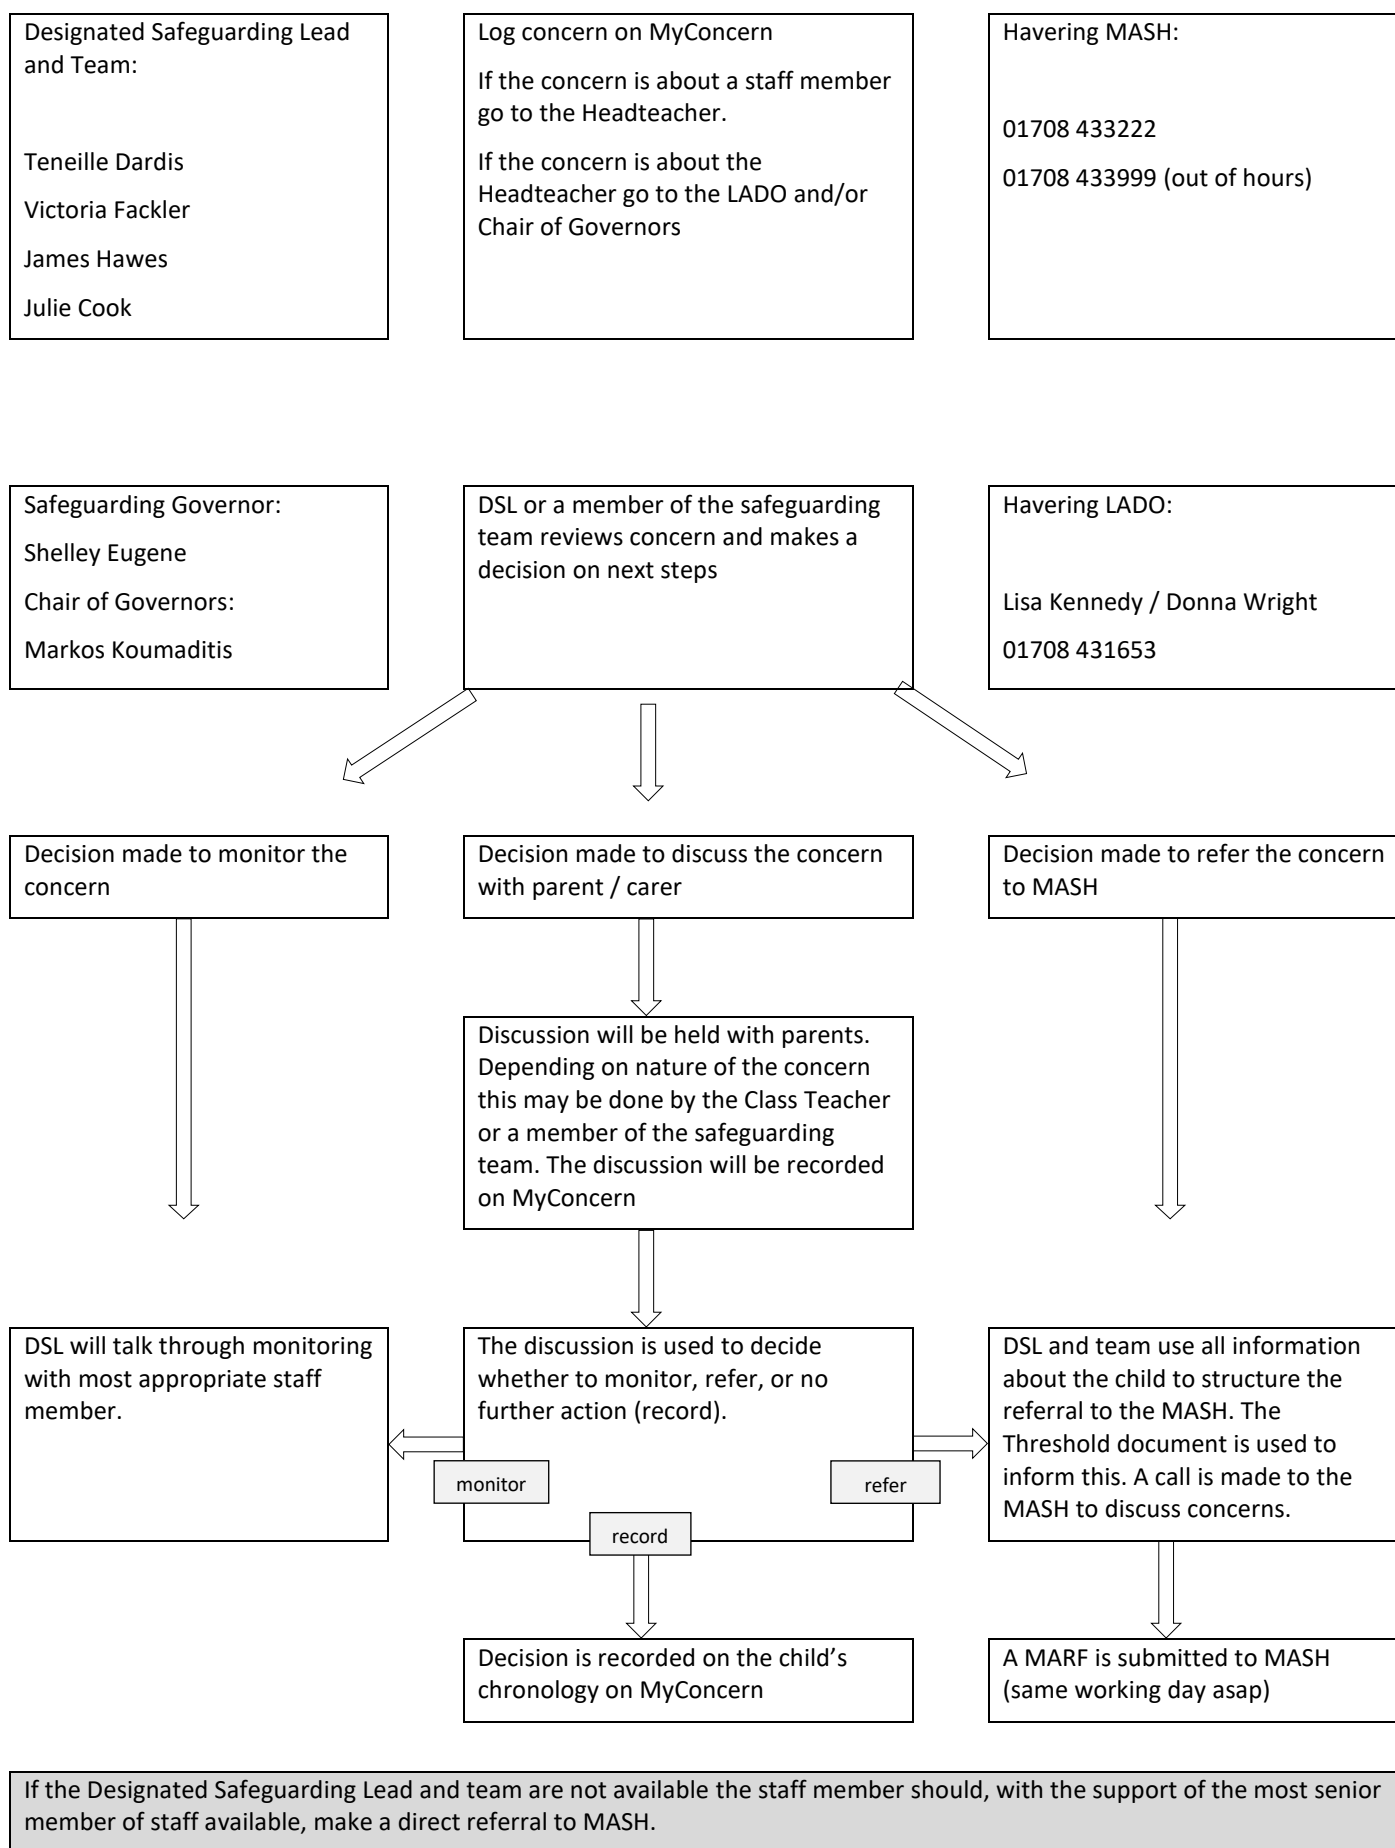 Designated Safeguarding Lead
and Team:
Teneille Dardis
Victoria Fackler
James Hawes
Julie Cook
Log concern on MyConcern
If the concern is about a staff member
go to the Headteacher.
If the concern is about the
Headteacher go to the LADO and/or
Chair of Governors
Havering MASH:
01708 433222
01708 433999 (out of hours)
Safeguarding Governor:
Shelley Eugene
Chair of Governors:
Markos Koumaditis
DSL or a member of the safeguarding
team reviews concern and makes a
decision on next steps
Havering LADO:
Lisa Kennedy / Donna Wright
01708 431653
Decision made to monitor the
concern
Decision made to discuss the concern
with parent / carer
Decision made to refer the concern
to MASH
Discussion will be held with parents.
Depending on nature of the concern
this may be done by the Class Teacher
or a member of the safeguarding
team. The discussion will be recorded
on MyConcern
DSL will talk through monitoring
with most appropriate staff
member.
The discussion is used to decide
whether to monitor, refer, or no
further action (record).
monitor
refer
record
DSL and team use all information
about the child to structure the
referral to the MASH. The
Threshold document is used to
inform this. A call is made to the
MASH to discuss concerns.
Decision is recorded on the child’s
chronology on MyConcern
A MARF is submitted to MASH
(same working day asap)
If the Designated Safeguarding Lead and team are not available the staff member should, with the support of the most senior
member of staff available, make a direct referral to MASH.